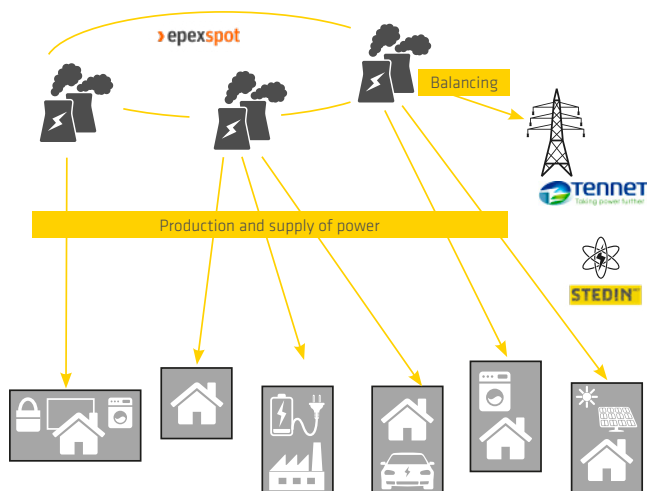 epexspot
Balancing
TENNET
Taking power further
Production and supply of power
STEDIN